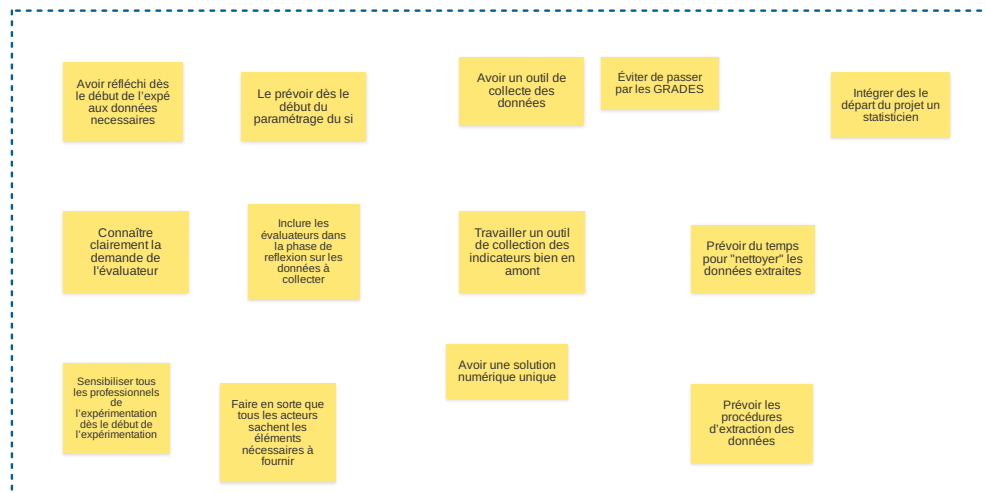 Avoir réfléchi dès
le début de l'expé
aux données
necessaires
Le prévoir dès le
début du
paramétrage du si
Avoir un outil de
collecte des
données
Éviter de passer
par les GRADES
Intégrer des le
départ du projet un
statisticien
Connaître
clairement la
demande de
l'évaluateur
Inclure les
évaluateurs dans
la phase de
reflexion sur les
données à
collecter
Travailler un outil
de collection des
indicateurs bien en
amont
Prévoir du temps
pour "nettoyer" les
données extraites
Sensibiliser tous
les professionnels
de
l'expérimentation
dès le début de
l'expérimentation
Faire en sorte que
tous les acteurs
sachent les
éléments
nécessaires à
fournir
Avoir une solution
numérique unique
Prévoir les
procédures
d'extraction des
données